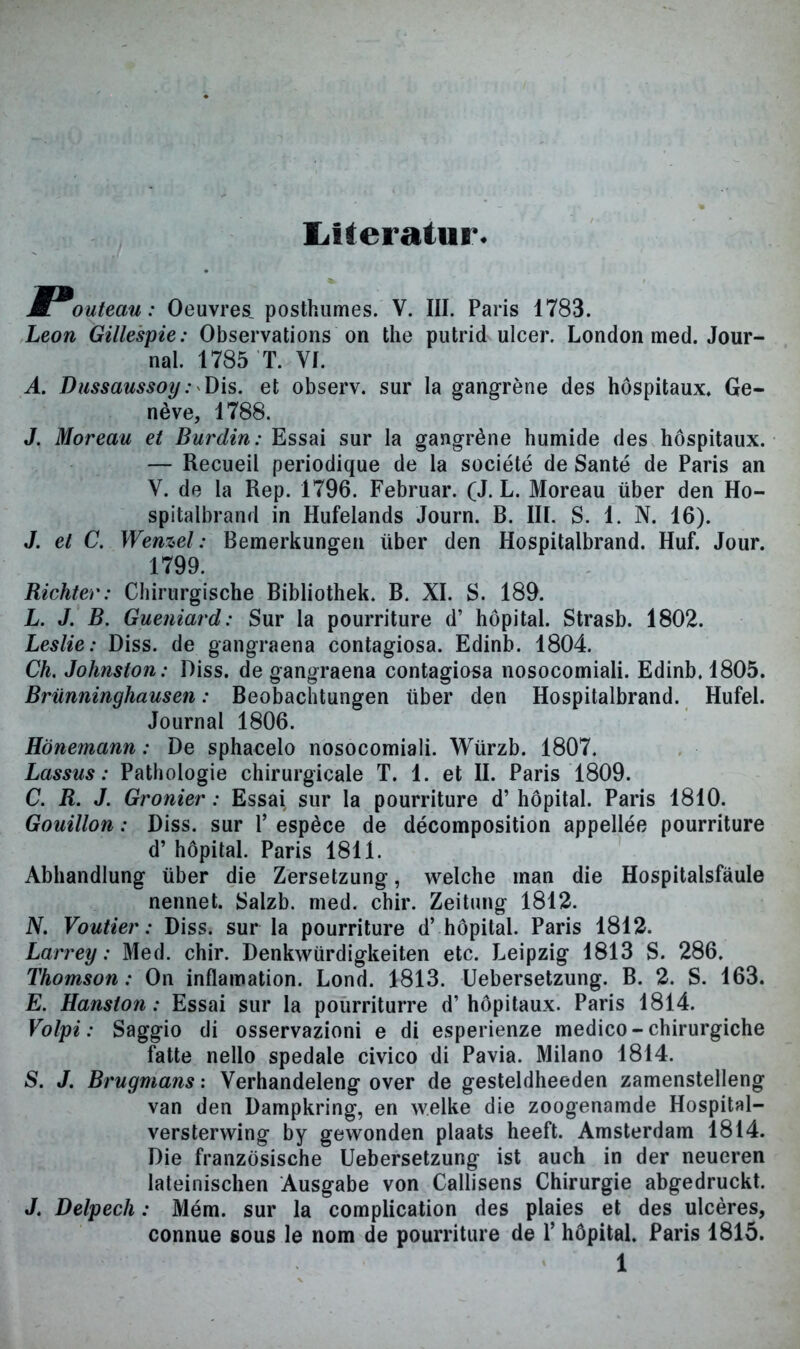 Literatur.
Pouteau: Oeuvres posthumes. V. III. Paris 1783.
Leon Gillespie: Observations on the putrid ulcer. London med. Jour-
nal. 1785 T. VI.
A. Dussaussoy: Dis. et observ. sur la gangrène des hôspitaux. Ge-
nève, 1788.
J. Moreau et Burdin: Essai sur la gangrène humide des hôspitaux.
— Recueil periodique de la société de Santé de Paris an
V. de la Rep. 1796. Februar. (J. L. Moreau über den Ho-
spitalbrand in Hufelands Journ. B. III. S. 1. N. 16).
J. et C. Wenzel: Bemerkungen über den Hospitalbrand. Huf. Jour.
1799.
Richter: Chirurgische Bibliothek. B. XI. S. 189.
L. J. B. Gueniard: Sur la pourriture d' hôpital. Strasb. 1802.
Leslie: Diss. de gangraena contagiosa. Edinb. 1804.
Ch. Johnston: Diss. de gangraena contagiosa nosocomiali. Edinb. 1805.
Brünninghausen: Beobachtungen über den Hospitalbrand. Hufel.
Journal 1806.
Hönemann: De sphacelo nosocomiali. Würzb. 1807.
Lassus: Pathologie chirurgicale T. 1. et II. Paris 1809.
C. R. J. Gronier: Essai sur la pourriture d' hôpital. Paris 1810.
Gouillon: Diss. sur l' espèce de décomposition appellée pourriture
d' hôpital. Paris 1811.
Abhandlung über die Zersetzung, welche man die Hospitalsfäule
nennet. Salzb. med. chir. Zeitung 1812.
N. Voutier: Diss. sur la pourriture d' hôpital. Paris 1812.
Larrey: Med. chir. Denkwürdigkeiten etc. Leipzig 1813 S. 286.
Thomson: On inflamation. Lond. 1813. Uebersetzung. B. 2. S. 163.
E. Hanston: Essai sur la pourriturre d' hôpitaux. Paris 1814.
Volpi: Saggio di osservazioni e di esperienze medico-chirurgiche
fatte nello spedale civico di Pavia. Milano 1814.
S. J. Brugmans: Verhandeleng over de gesteldheeden zamenstelleng
van den Dampkring, en welke die zoogenamde Hospital-
versterwing by gewonden plaats heeft. Amsterdam 1814.
Die französische Uebersetzung ist auch in der neueren
lateinischen Ausgabe von Callisens Chirurgie abgedruckt.
J. Delpech: Mém. sur la complication des plaies et des ulcères,
connue sous le nom de pourriture de l' hôpital. Paris 1815.
1